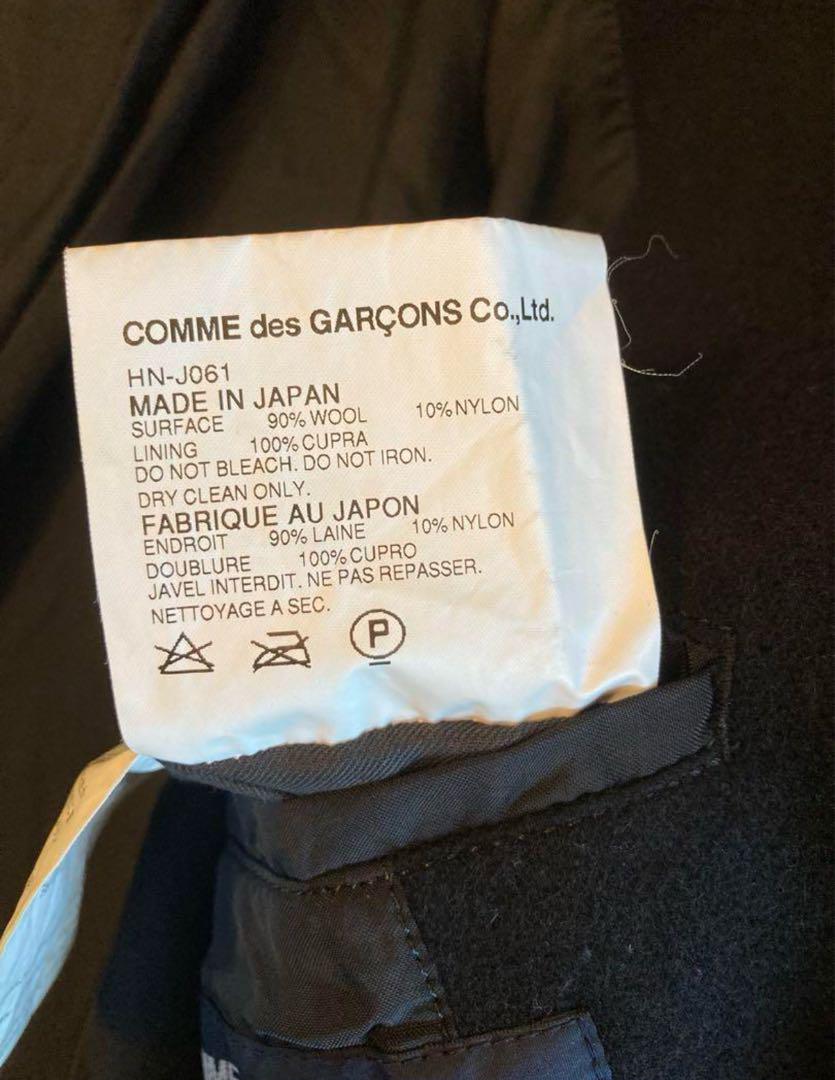 COMME des GARÇONS Co.,Ltd.
HN-J061
MADE IN JAPAN
SURFACE 90% WOOL 10% NYLON
LINING 100% CUPRA
DO NOT BLEACH. DO NOT IRON.
DRY CLEAN ONLY.
FABRIQUE AU JAPON
ENDROIT 90% LAINE 10% NYLON
DOUBLURE 100% CUPRO
JAVEL INTERDIT. NE PAS REPASSER.
NETTOYAGE A SEC.
P